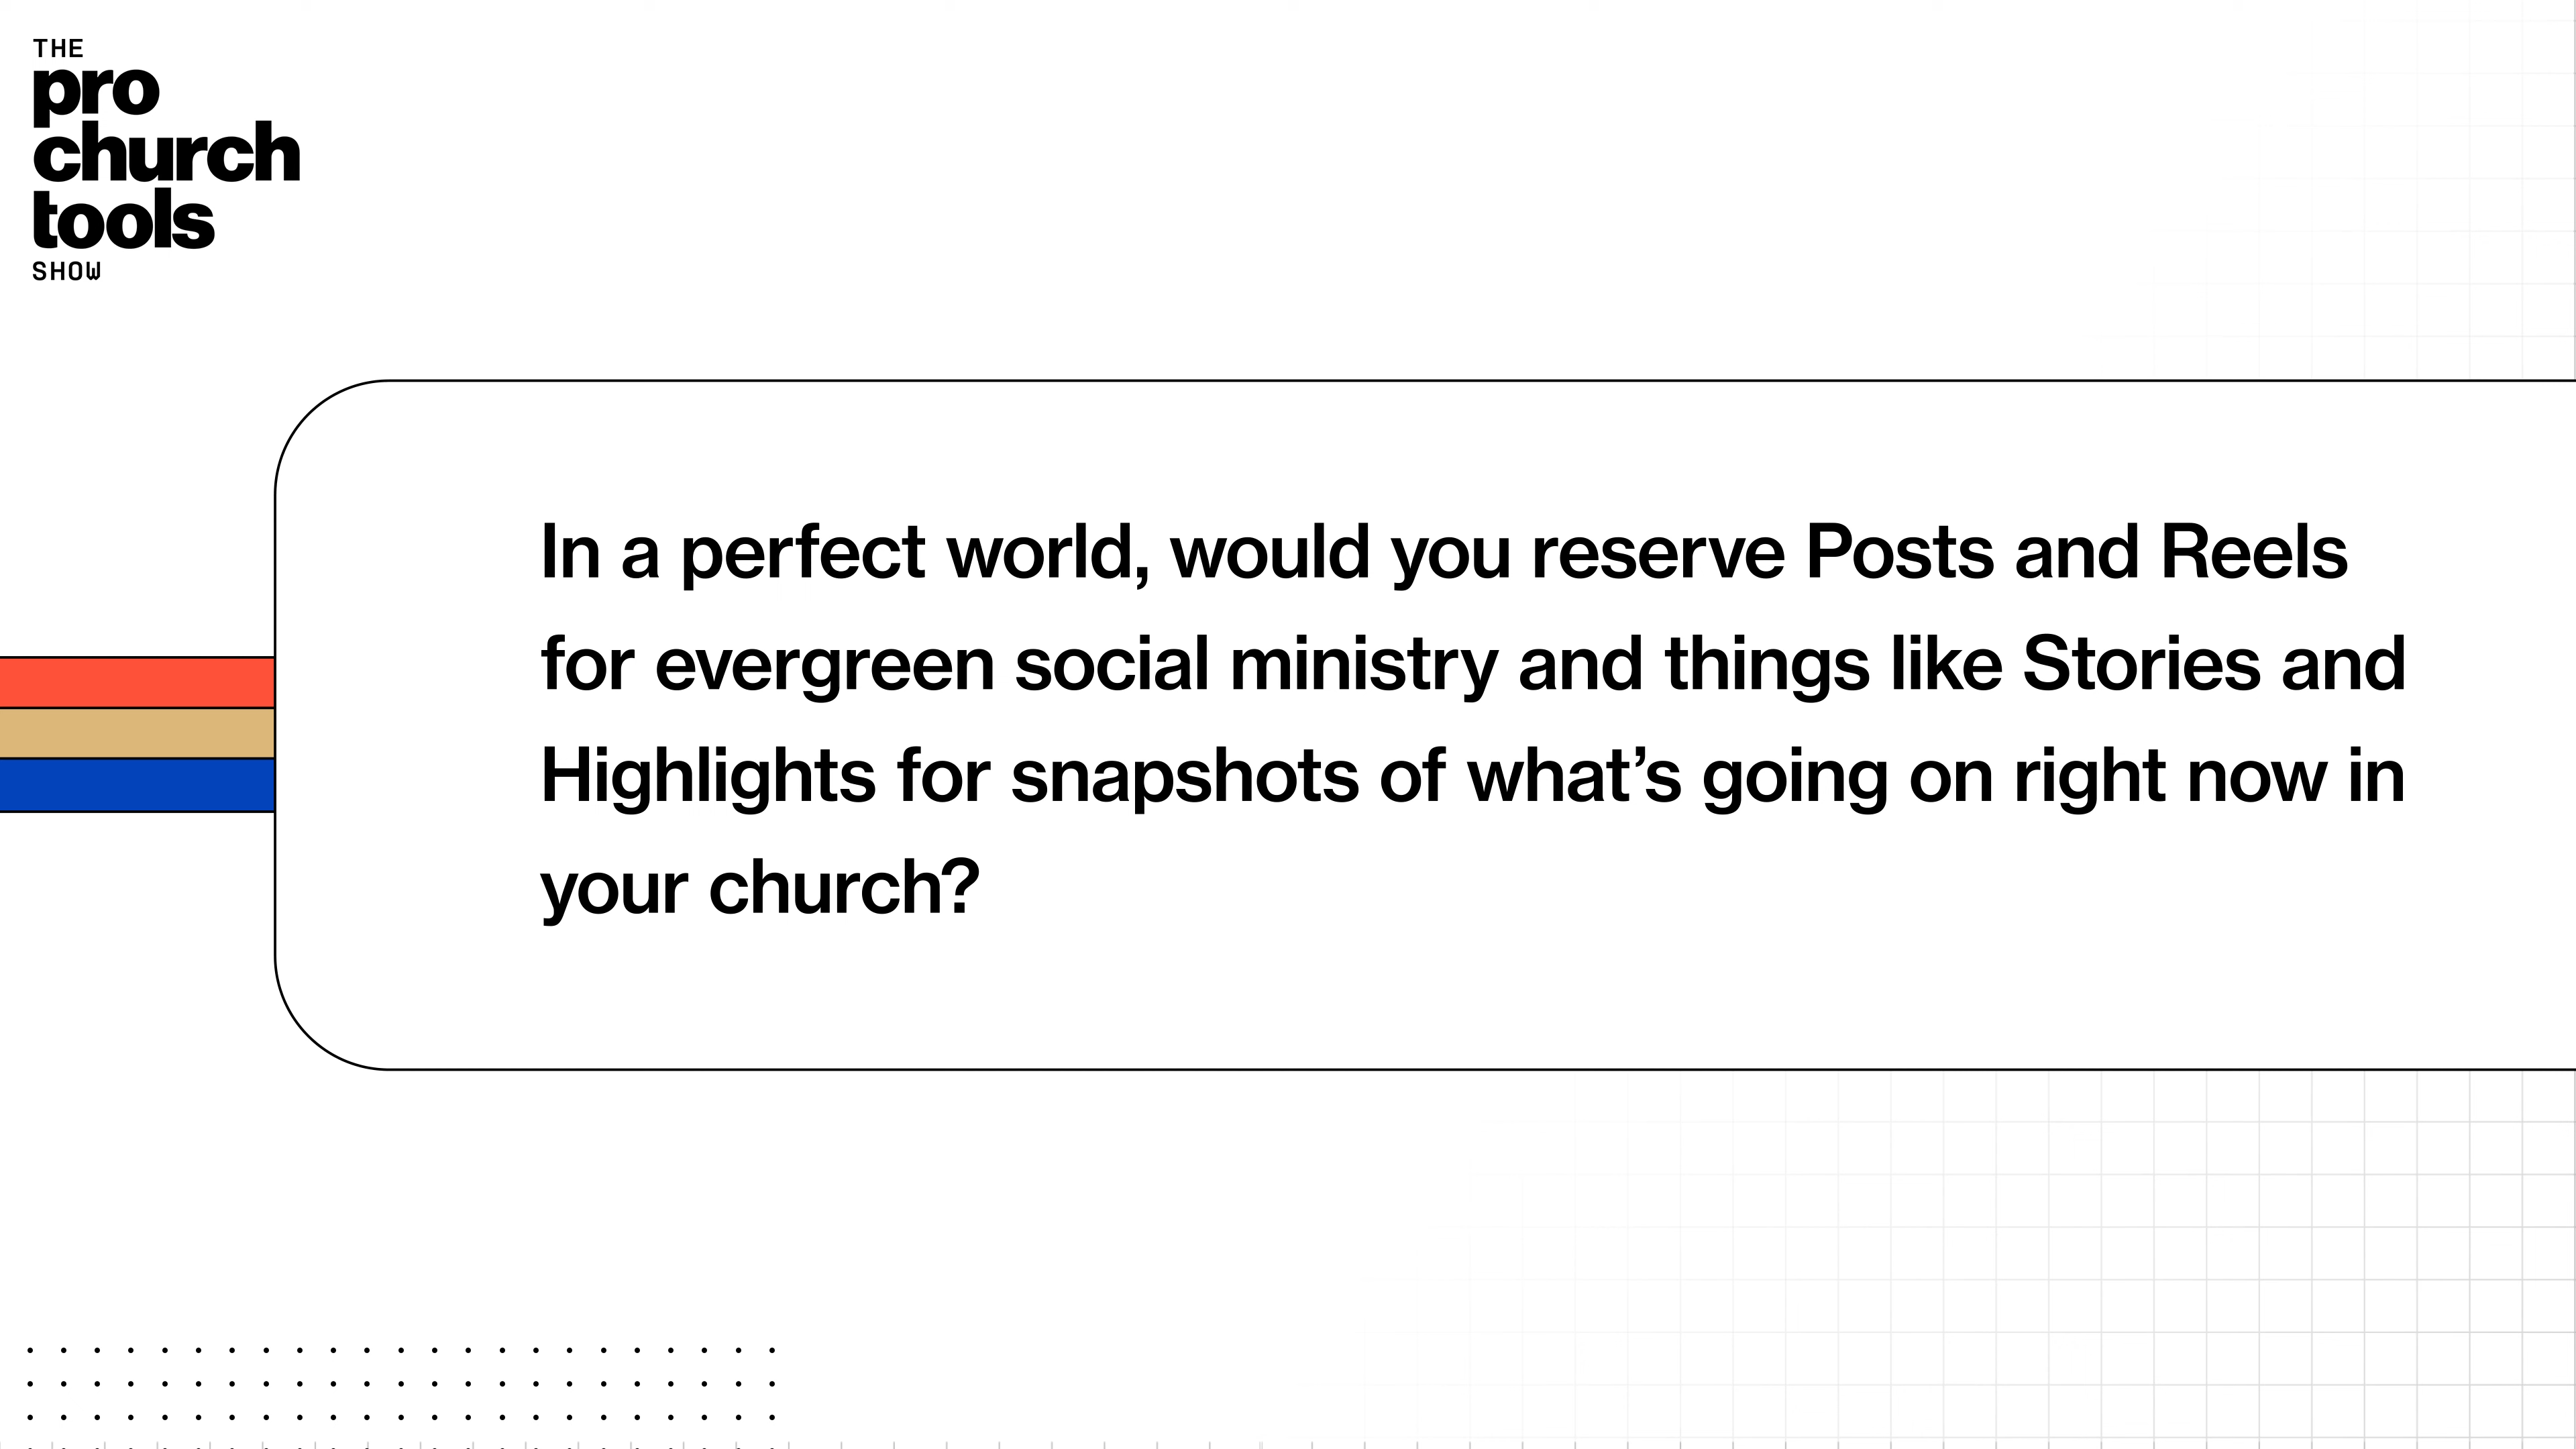 THE
pro
church
tools
SHOW
In a perfect world, would you reserve Posts and Reels
for evergreen social ministry and things like Stories and
Highlights for snapshots of what’s going on right now in
your church?